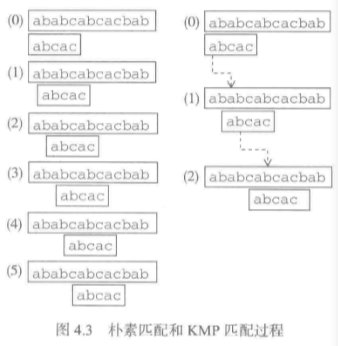 (0) ababcabcacbab
abcac
(1) ababcabcacbab
abcac
(2) ababcabcacbab
abcac
(3) ababcabcacbab
abcac
(4) ababcabcacbab
abcac
(5) ababcabcacbab
abcac
(0) ababcabcacbab
abcac
(1) ababcabcacbab
abcac
(2) ababcabcacbab
abcac
图 4.3 朴素匹配和 KMP 匹配过程